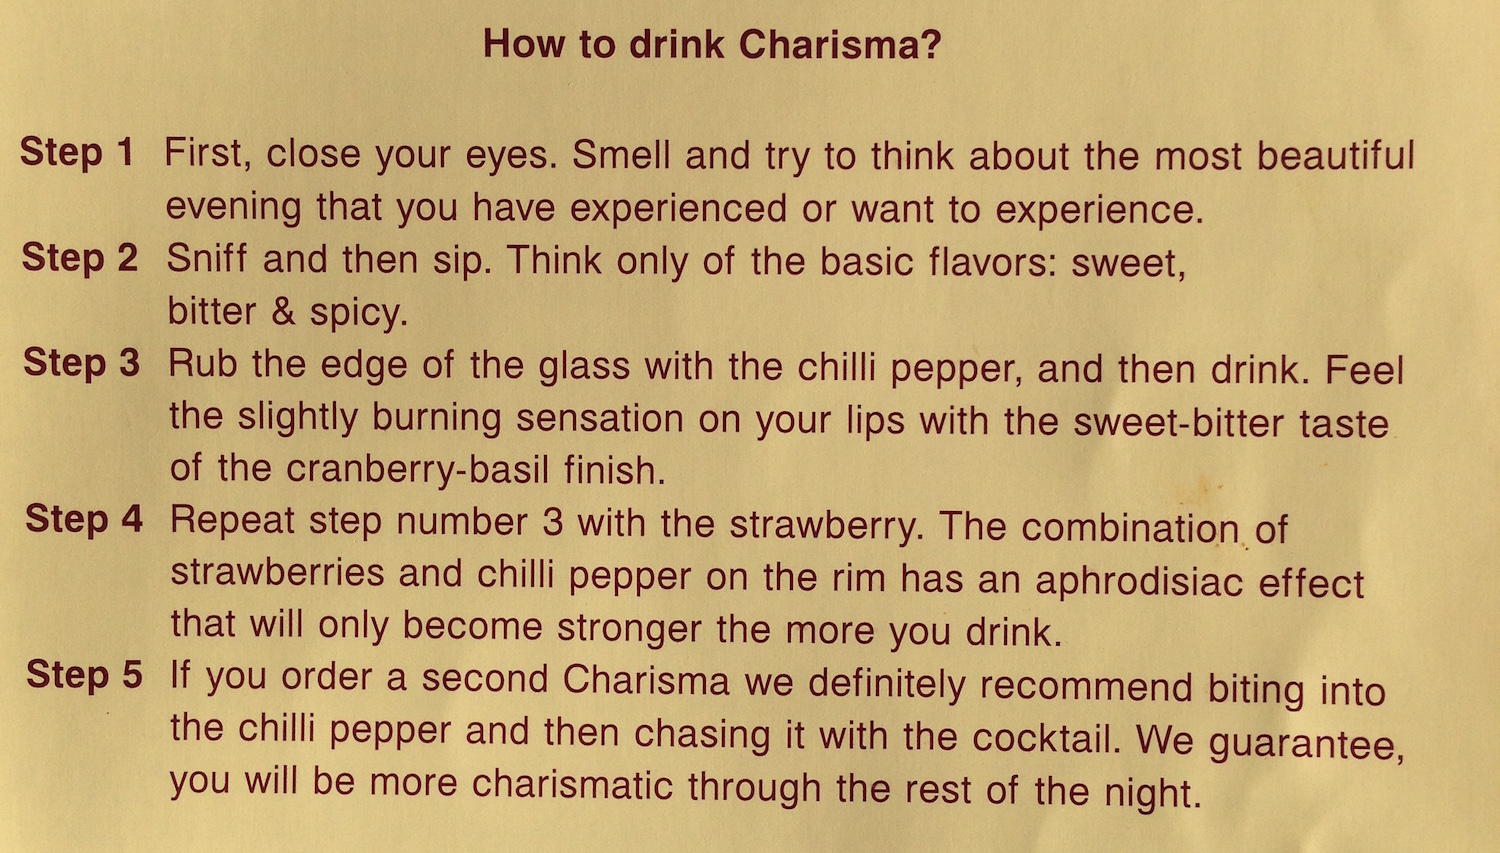 How to drink Charisma?
Step 1 First, close your eyes. Smell and try to think about the most beautiful
evening that you have experienced or want to experience.
Step 2 Sniff and then sip. Think only of the basic flavors: sweet,
bitter & spicy.
Step 3 Rub the edge of the glass with the chilli pepper, and then drink. Feel
the slightly burning sensation on your lips with the sweet-bitter taste
of the cranberry-basil finish.
Step 4 Repeat step number 3 with the strawberry. The combination of
strawberries and chilli pepper on the rim has an aphrodisiac effect
that will only become stronger the more you drink.
Step 5 If you order a second Charisma we definitely recommend biting into
the chilli pepper and then chasing it with the cocktail. We guarantee,
you will be more charismatic through the rest of the night.